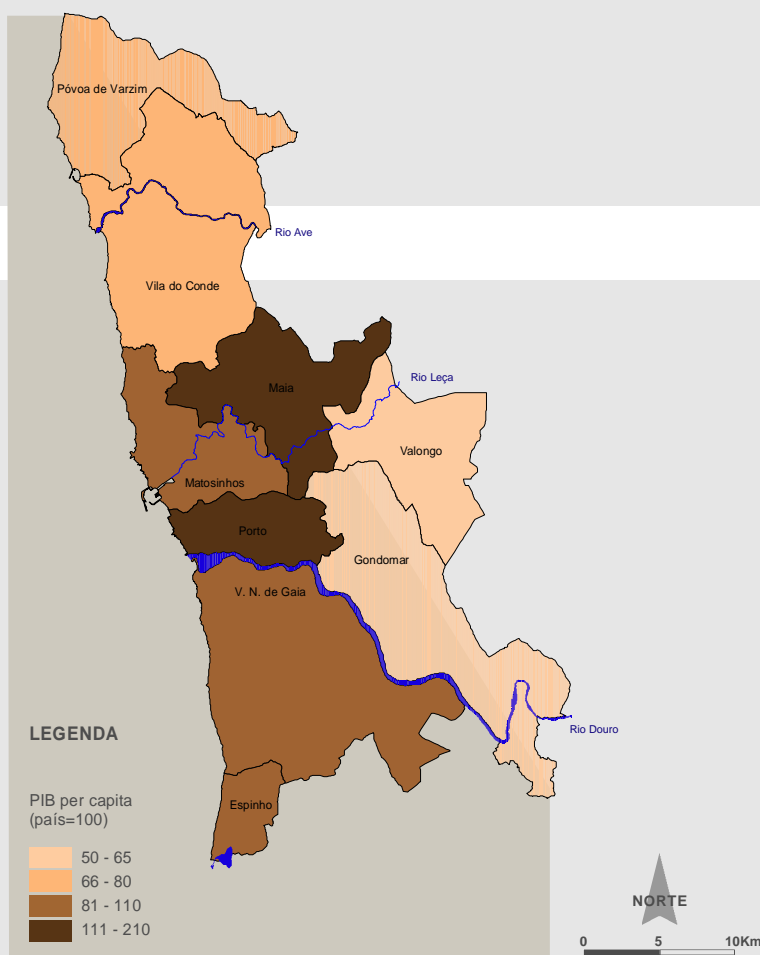 Póvoa de Varzim
Rio Ave
Vila do Conde
Rio Leça
Maia
Valongo
Matosinhos
Porto
Gondomar
V. N. de Gaia
Rio Douro
Espinho
LEGENDA
PIB per capita
(país=100)
50 - 65
66 - 80
81 - 110
111 - 210
NORTE
0 5 10Km